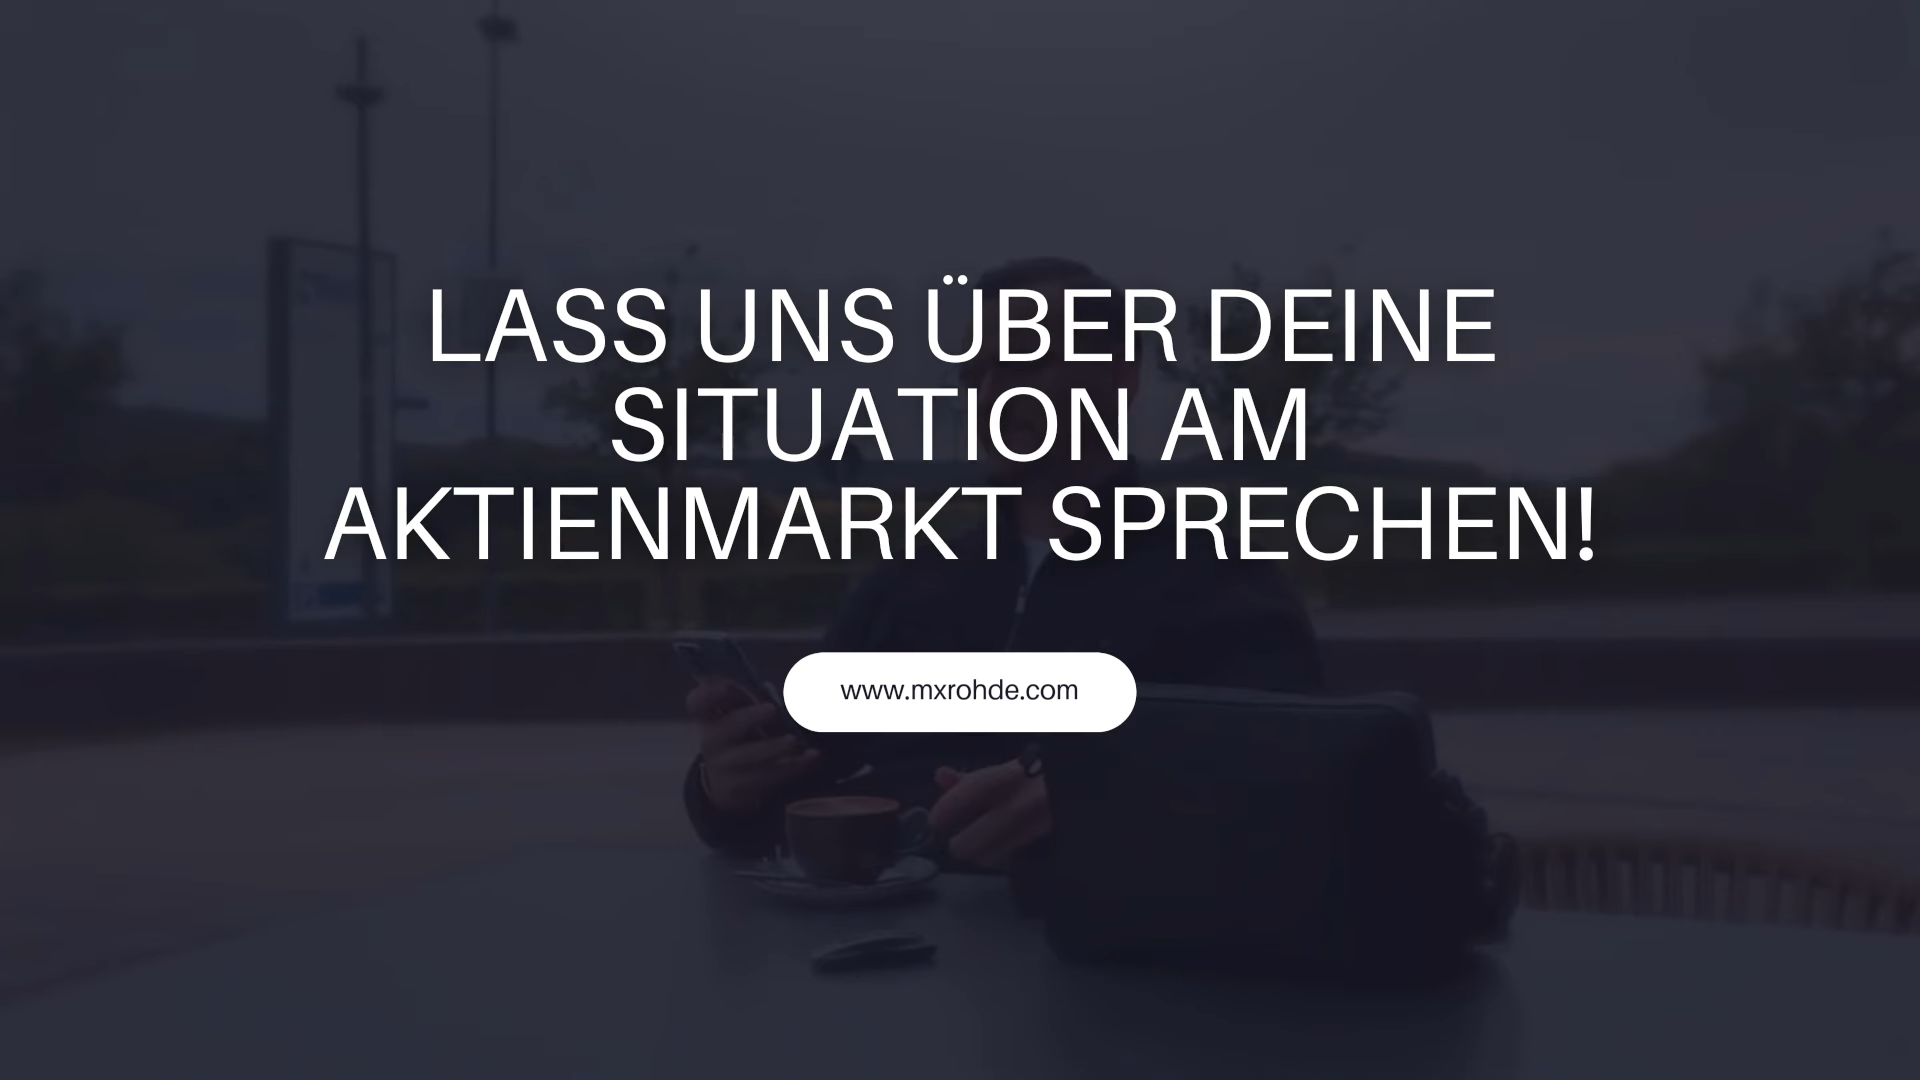 LASS UNS ÜBER DEINE
SITUATION AM
AKTIENMARKT SPRECHEN!
www.mxrohde.com